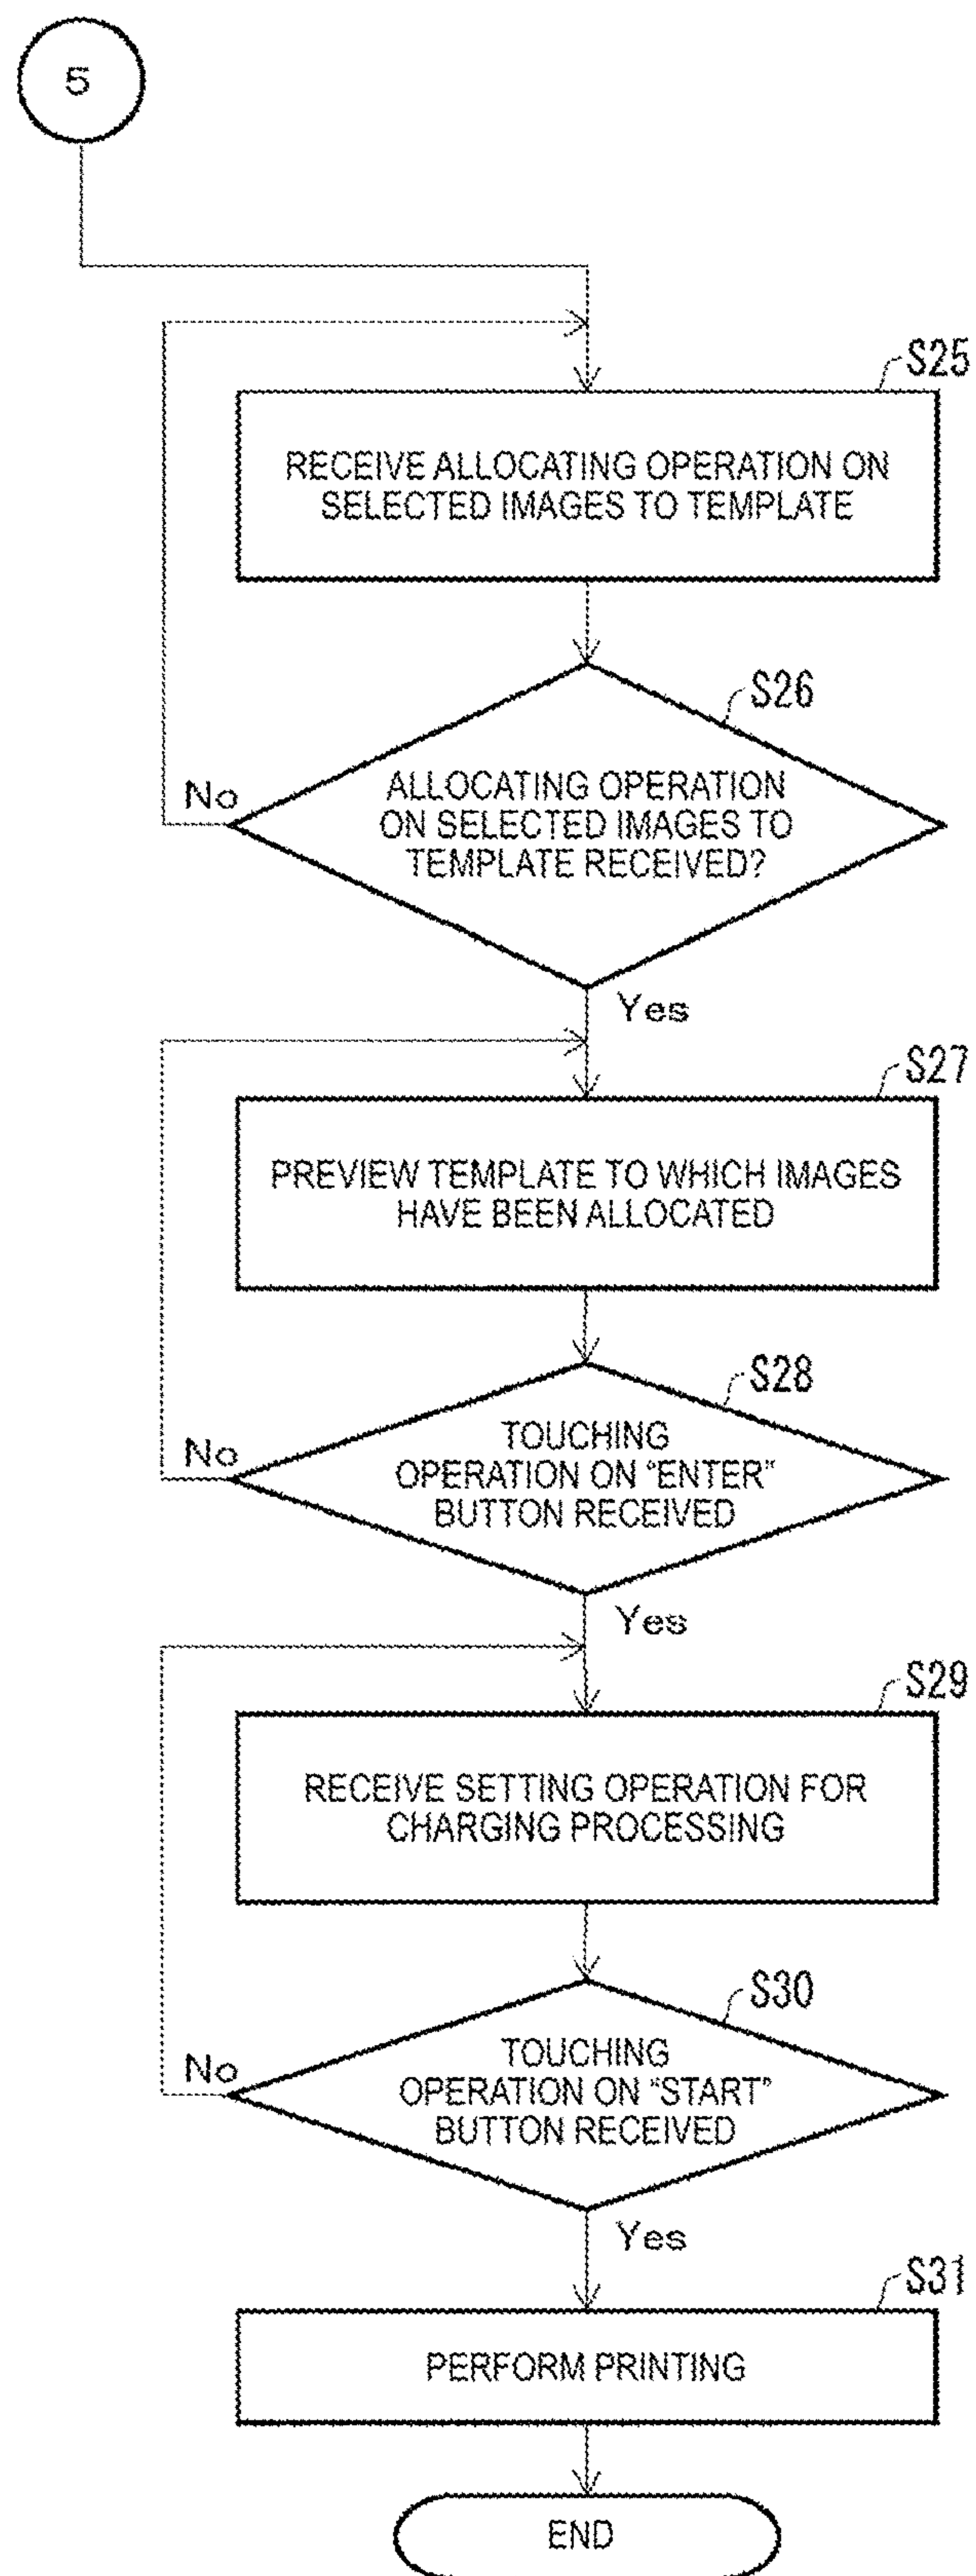 5
S25
RECEIVE ALLOCATING OPERATION ON
SELECTED IMAGES TO TEMPLATE
S26
ALLOCATING OPERATION
ON SELECTED IMAGES TO
TEMPLATE RECEIVED?
No
Yes
S27
PREVIEW TEMPLATE TO WHICH IMAGES
HAVE BEEN ALLOCATED
S28
TOUCHING
OPERATION ON “ENTER”
BUTTON RECEIVED
No
Yes
S29
RECEIVE SETTING OPERATION FOR
CHARGING PROCESSING
S30
TOUCHING
OPERATION ON “START”
BUTTON RECEIVED
No
Yes
S31
PERFORM PRINTING
END